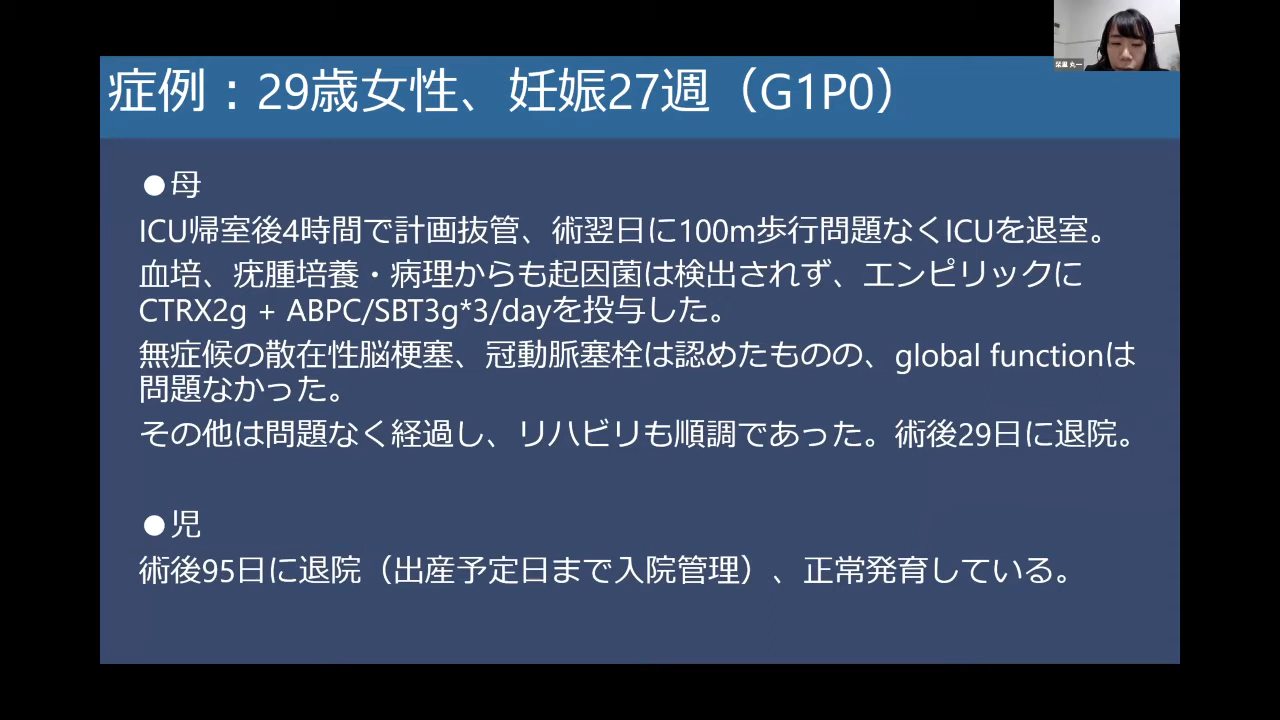 症例：29歳女性、妊娠27週（G1P0）
●母
ICU帰室後4時間で計画抜管、術翌日に100m歩行問題なくICUを退室。
血培、疣腫培養・病理からも起因菌は検出されず、エンピリックに
CTRX2g + ABPC/SBT3g*3/dayを投与した。
無症候の散在性脳梗塞、冠動脈塞栓は認めたものの、global functionは
問題なかった。
その他は問題なく経過し、リハビリも順調であった。術後29日に退院。
●児
術後95日に退院（出産予定日まで入院管理）、正常発育している。